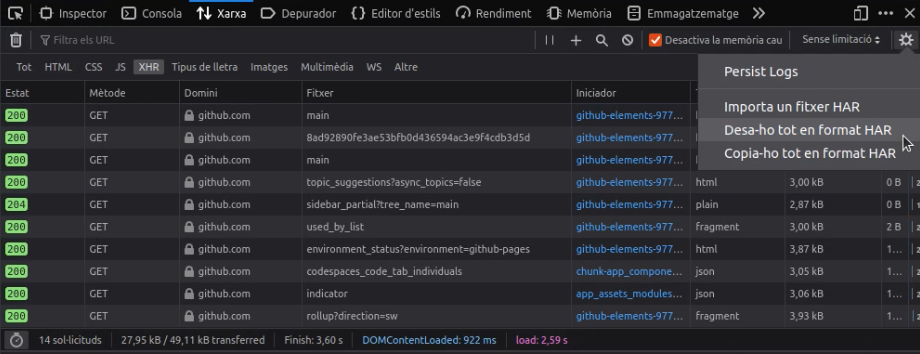 Inspector Consola Xarxa Depurador Editor d'estils Rendiment Memòria Emmagatzematge
Filtra els URL Desactiva la memòria cau Sense limitació
Tot HTML CSS JS XHR Tipus de lletra Imatges Multimèdia WS Altre
Persist Logs
Importa un fitxer HAR
Desa-ho tot en format HAR
Copia-ho tot en format HAR
Estat Mètode Domini Fitxer Iniciador
200 GET github.com main github-elements-977...
200 GET github.com 8ad92890fe3ae53bfb0d436594ac3e9f4cdb3d5d github-elements-977...
200 GET github.com main github-elements-977...
200 GET github.com topic_suggestions?async_topics=false github-elements-977... html 3,00 kB 0 B
204 GET github.com sidebar_partial?tree_name=main github-elements-977... plain 2,87 kB 0 B
200 GET github.com used_by_list github-elements-977... fragment 3,00 kB 2 B
200 GET github.com environment_status?environment=github-pages github-elements-977... html 3,87 kB 1...
200 GET github.com codespaces_code_tab_individuals chunk-app_compone... json 3,05 kB 1...
200 GET github.com indicator app_assets_modules... json 3,06 kB 1...
200 GET github.com rollup?direction=sw github-elements-977... fragment 3,93 kB 1...
14 sol·licituds 27,95 kB / 49,11 kB transferred Finish: 3,60 s DOMContentLoaded: 922 ms load: 2,59 s